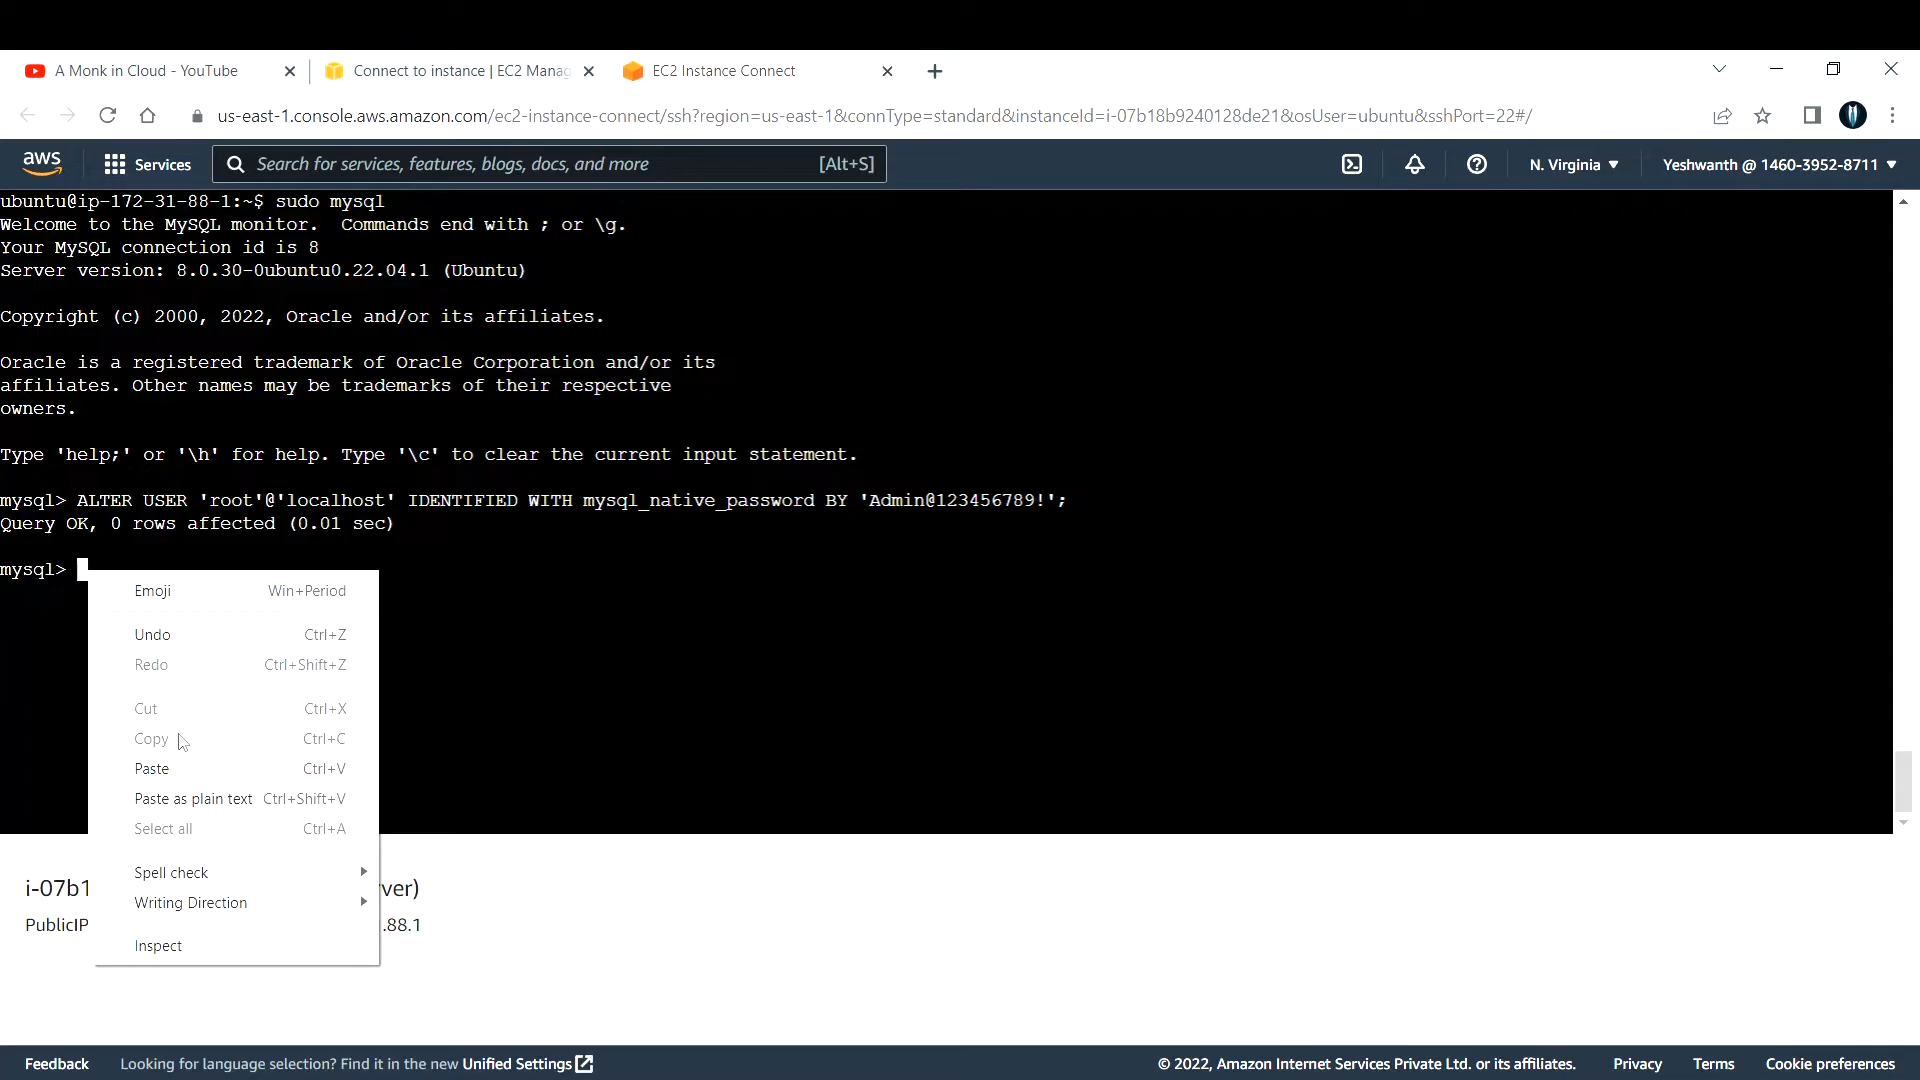 A Monk in Cloud - YouTube
Connect to instance | EC2 Manag
EC2 Instance Connect
us-east-1.console.aws.amazon.com/ec2-instance-connect/ssh?region=us-east-1&connType=standard&instanceId=i-07b18b9240128de21&osUser=ubuntu&sshPort=22#/
aws
Services
Search for services, features, blogs, docs, and more [Alt+S]
N. Virginia
Yeshwanth @ 1460-3952-8711
ubuntu@ip-172-31-88-1:~$ sudo mysql
Welcome to the MySQL monitor.  Commands end with ; or \g.
Your MySQL connection id is 8
Server version: 8.0.30-0ubuntu0.22.04.1 (Ubuntu)
Copyright (c) 2000, 2022, Oracle and/or its affiliates.
Oracle is a registered trademark of Oracle Corporation and/or its
affiliates. Other names may be trademarks of their respective
owners.
Type 'help;' or '\h' for help. Type '\c' to clear the current input statement.
mysql> ALTER USER 'root'@'localhost' IDENTIFIED WITH mysql_native_password BY 'Admin@123456789!';
Query OK, 0 rows affected (0.01 sec)
mysql>
Emoji Win+Period
Undo Ctrl+Z
Redo Ctrl+Shift+Z
Cut Ctrl+X
Copy Ctrl+C
Paste Ctrl+V
Paste as plain text Ctrl+Shift+V
Select all Ctrl+A
Spell check
Writing Direction
Inspect
i-07b1 ver)
PublicIP .88.1
Feedback
Looking for language selection? Find it in the new Unified Settings
© 2022, Amazon Internet Services Private Ltd. or its affiliates.
Privacy
Terms
Cookie preferences